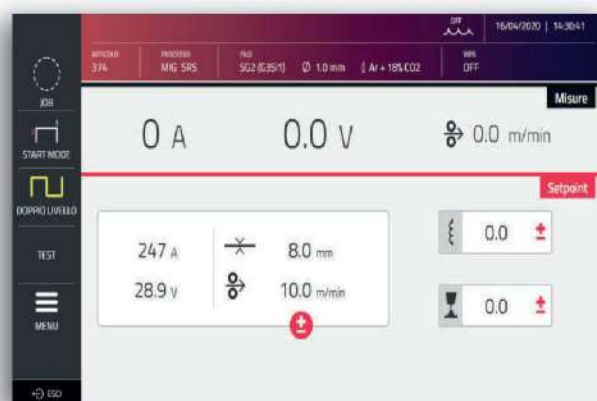 OFF
16/04/2020 | 14:30:41
ARTICOLO PROCESSO FILO WPS
374 MIG SRS SG2 (G3Si1) Ø 1.0 mm Ar + 18% CO2 OFF
JOB
START MODE
DOPPIO LIVELLO
TEST
MENU
ESCI
Misure
0 A 0.0 V 0.0 m/min
Setpoint
247 A 8.0 mm
28.9 V 10.0 m/min
0.0
0.0